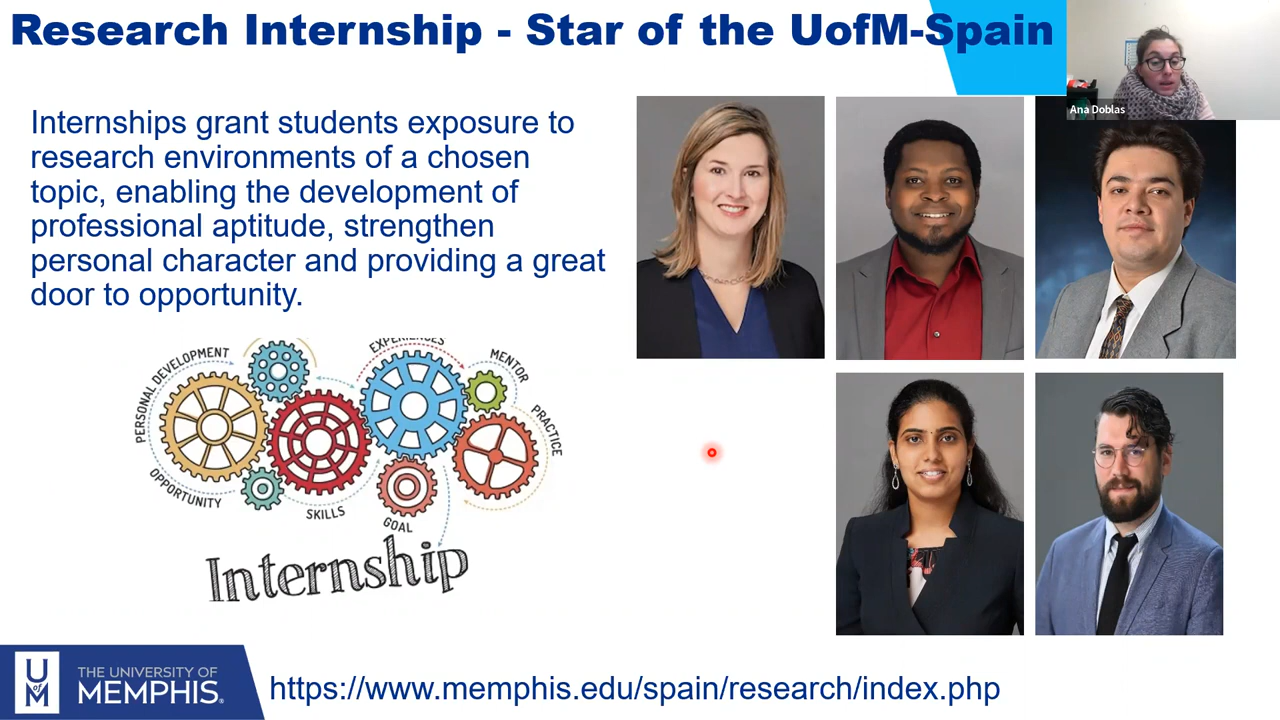 Research Internship - Star of the UofM-Spain
Ana Doblas
Internships grant students exposure to
research environments of a chosen
topic, enabling the development of
professional aptitude, strengthen
personal character and providing a great
door to opportunity.
PERSONAL DEVELOPMENT
EXPERIENCES
MENTOR
PRACTICE
OPPORTUNITY
SKILLS
GOAL
Internship
U
of
M
THE UNIVERSITY OF
MEMPHIS®
https://www.memphis.edu/spain/research/index.php